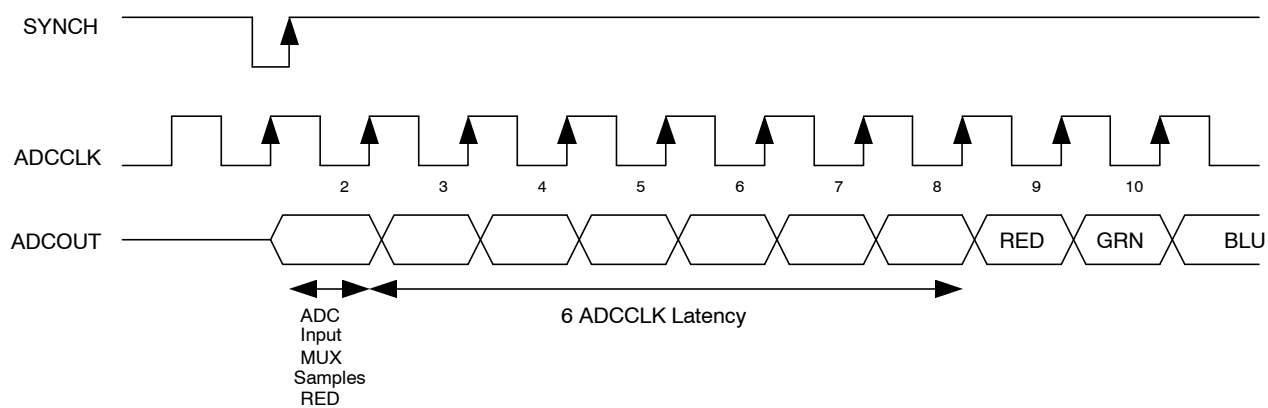 SYNCH
ADCCLK
2 3 4 5 6 7 8 9 10
ADCOUT RED GRN BLU
ADC
Input
MUX
Samples
RED
6 ADCCLK Latency